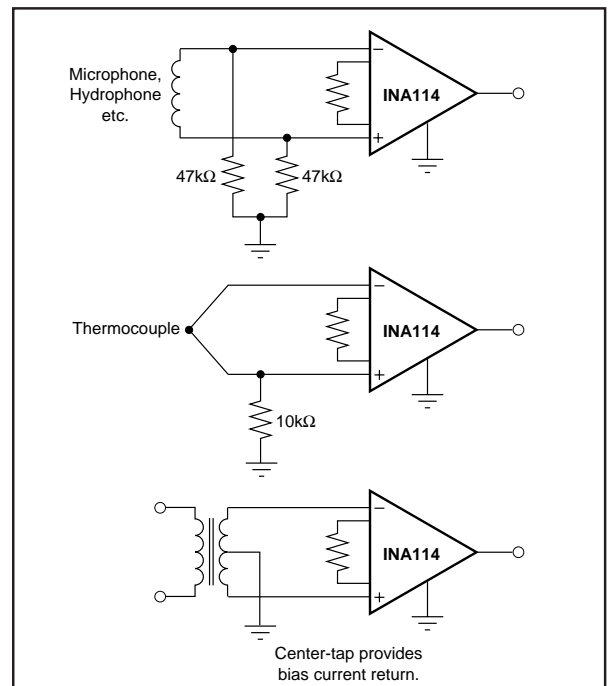 Microphone,
Hydrophone
etc.
−
INA114
+
47kΩ
47kΩ
−
Thermocouple
INA114
+
10kΩ
−
INA114
+
Center-tap provides
bias current return.